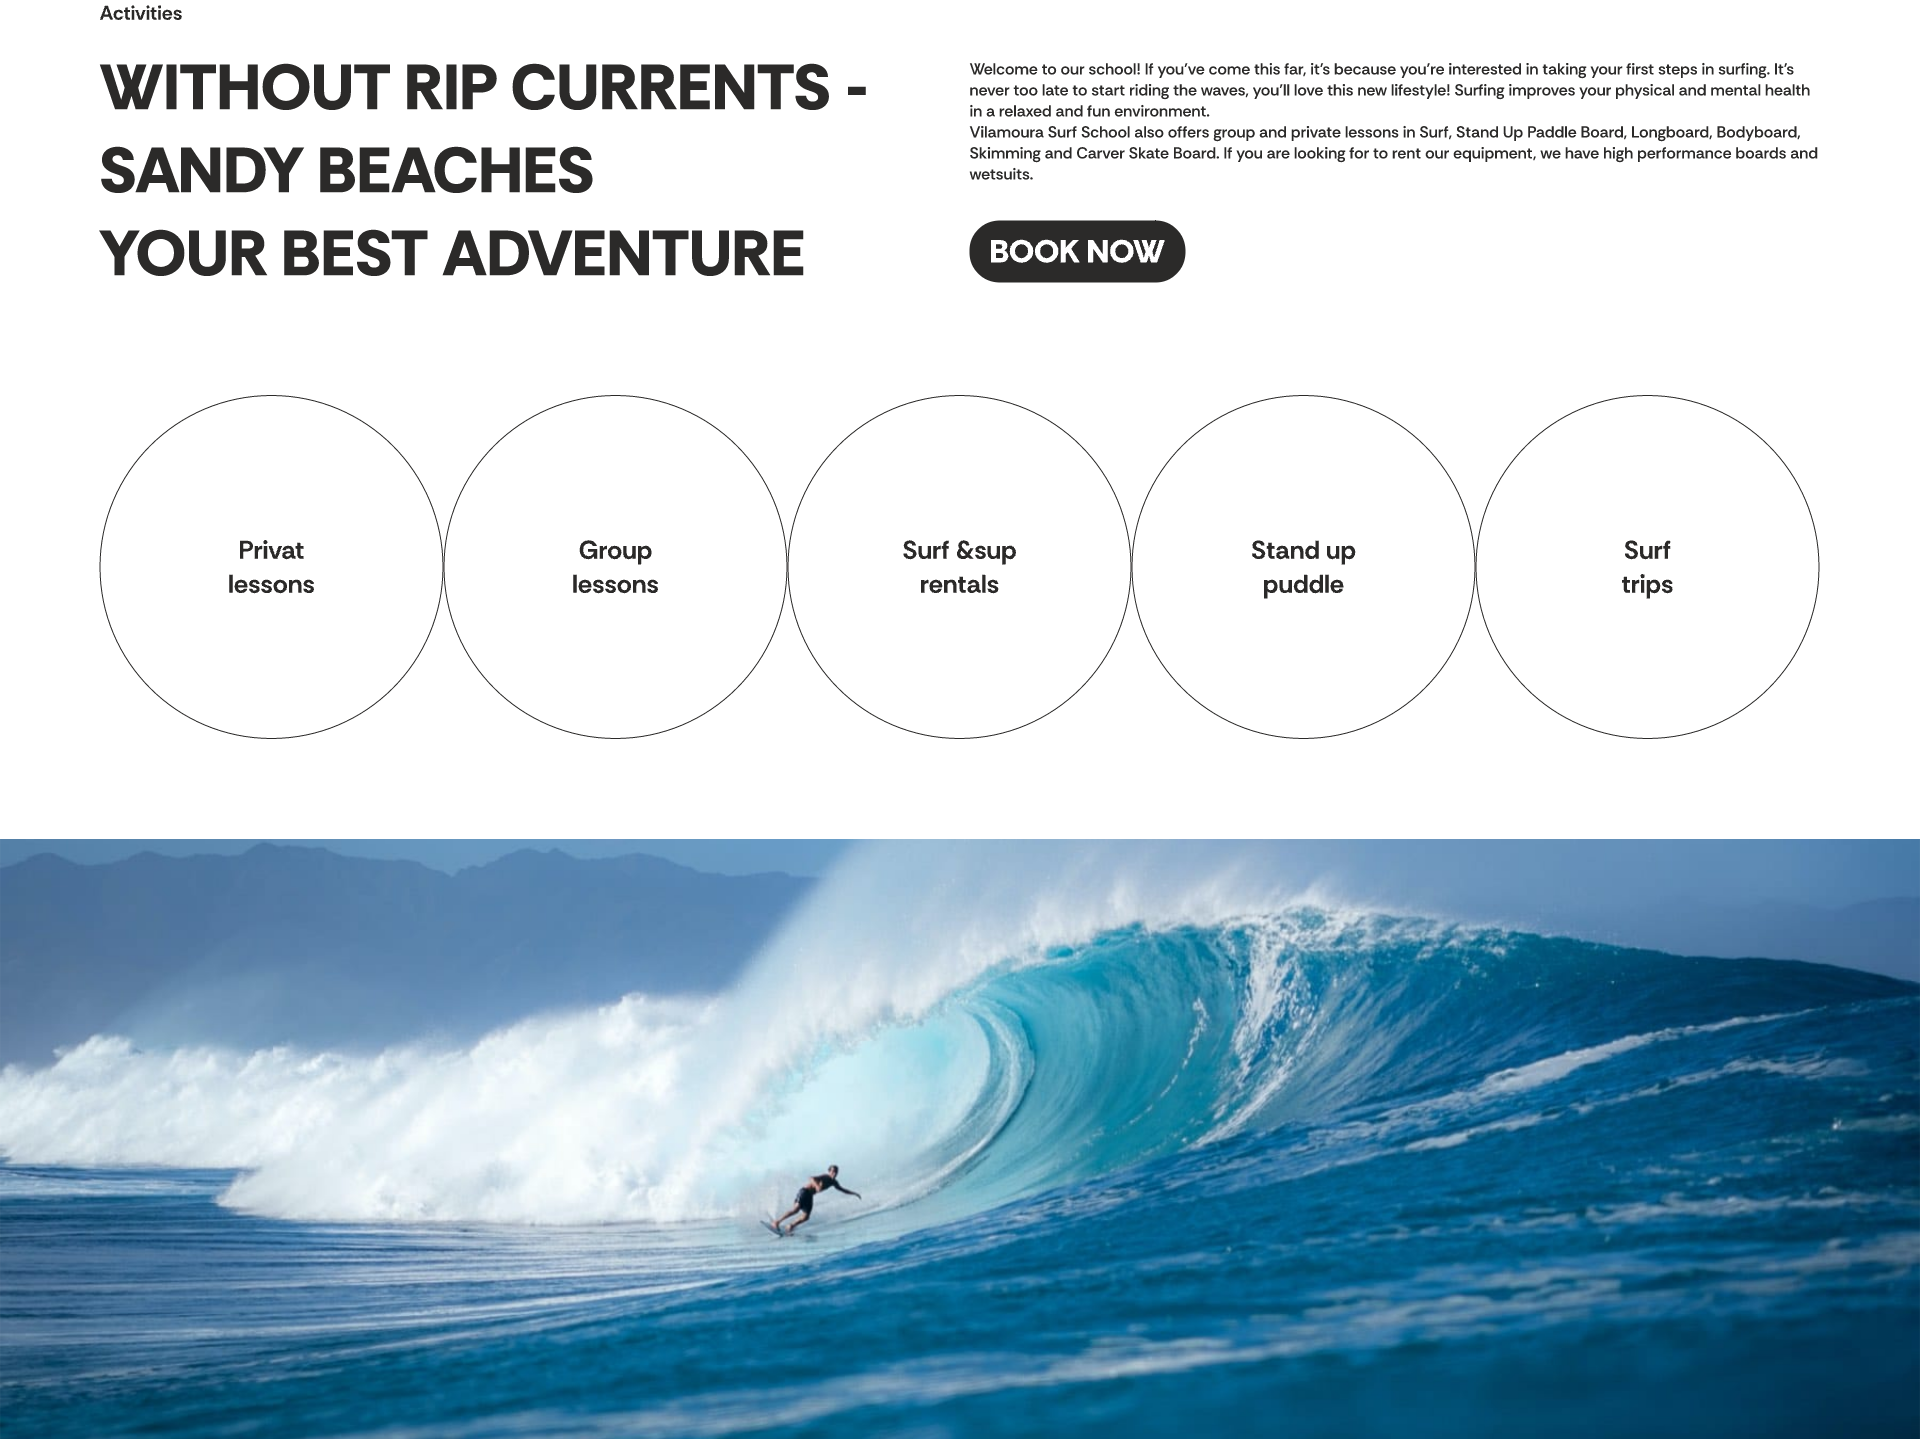 Activities
WITHOUT RIP CURRENTS -
SANDY BEACHES
YOUR BEST ADVENTURE
Welcome to our school! If you’ve come this far, it’s because you’re interested in taking your first steps in surfing. It’s
never too late to start riding the waves, you’ll love this new lifestyle! Surfing improves your physical and mental health
in a relaxed and fun environment.
Vilamoura Surf School also offers group and private lessons in Surf, Stand Up Paddle Board, Longboard, Bodyboard,
Skimming and Carver Skate Board. If you are looking for to rent our equipment, we have high performance boards and
wetsuits.
BOOK NOW
Privat
lessons
Group
lessons
Surf &sup
rentals
Stand up
puddle
Surf
trips